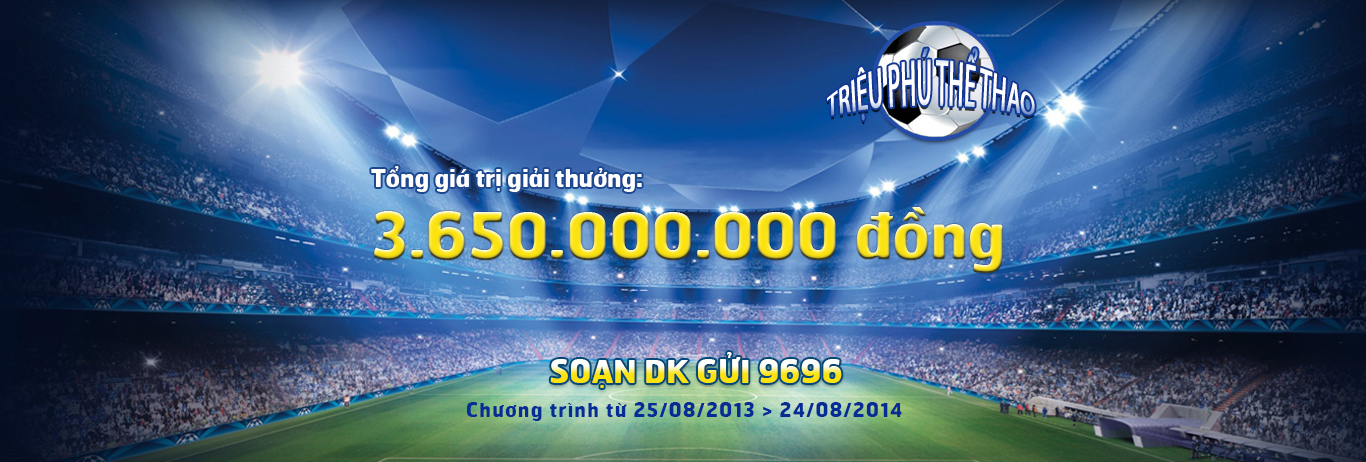 TRIỆU PHÚ THỂ THAO
Tổng giá trị giải thưởng:
3.650.000.000 đồng
SOẠN DK GỬI 9696
Chương trình từ 25/08/2013 > 24/08/2014